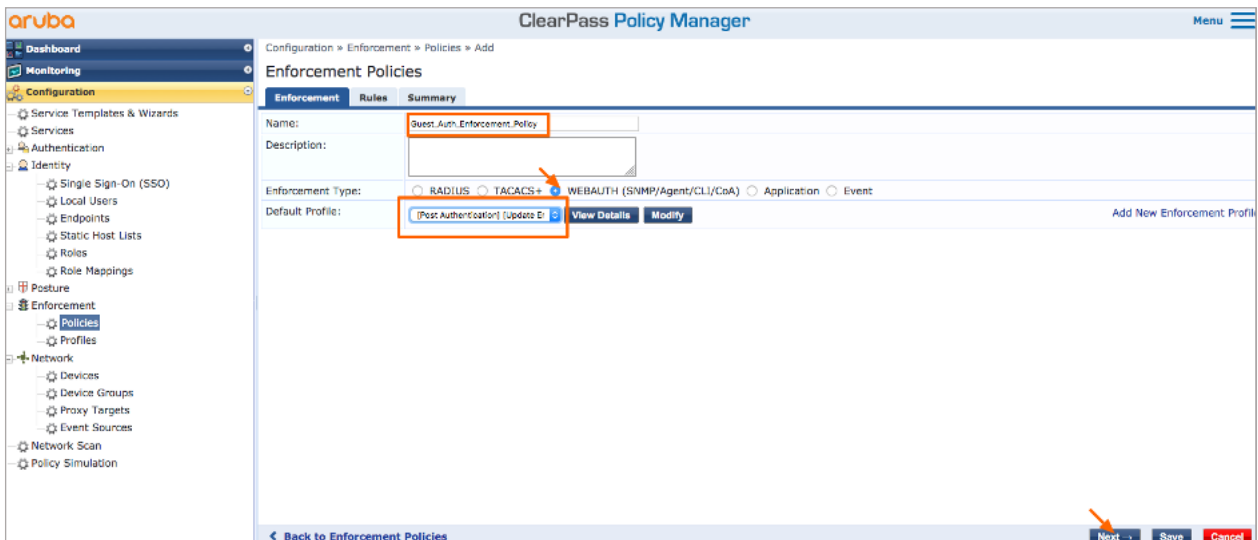 aruba
ClearPass Policy Manager
Menu
Dashboard
Monitoring
Configuration
Service Templates & Wizards
Services
Authentication
Identity
Single Sign-On (SSO)
Local Users
Endpoints
Static Host Lists
Roles
Role Mappings
Posture
Enforcement
Policies
Profiles
Network
Devices
Device Groups
Proxy Targets
Event Sources
Network Scan
Policy Simulation
Configuration » Enforcement » Policies » Add
Enforcement Policies
Enforcement Rules Summary
Name: Guest_Auth_Enforcement_Policy
Description:
Enforcement Type: RADIUS TACACS+ WEBAUTH (SNMP/Agent/CLI/CoA) Application Event
Default Profile: [Post Authentication] [Update En View Details Modify Add New Enforcement Profil
Back to Enforcement Policies Next → Save Cancel